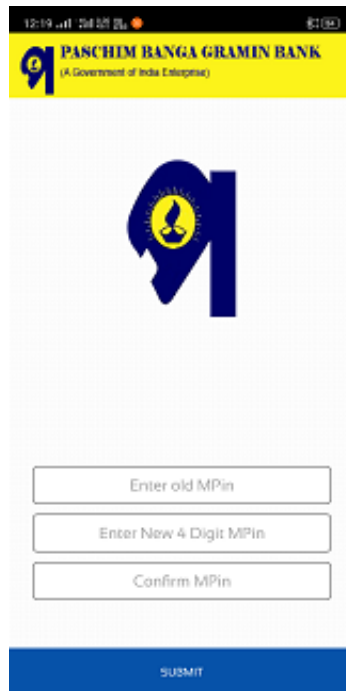 12:19
PASCHIM BANGA GRAMIN BANK
(A Government of India Enterprise)
Enter old MPin
Enter New 4 Digit MPin
Confirm MPin
SUBMIT